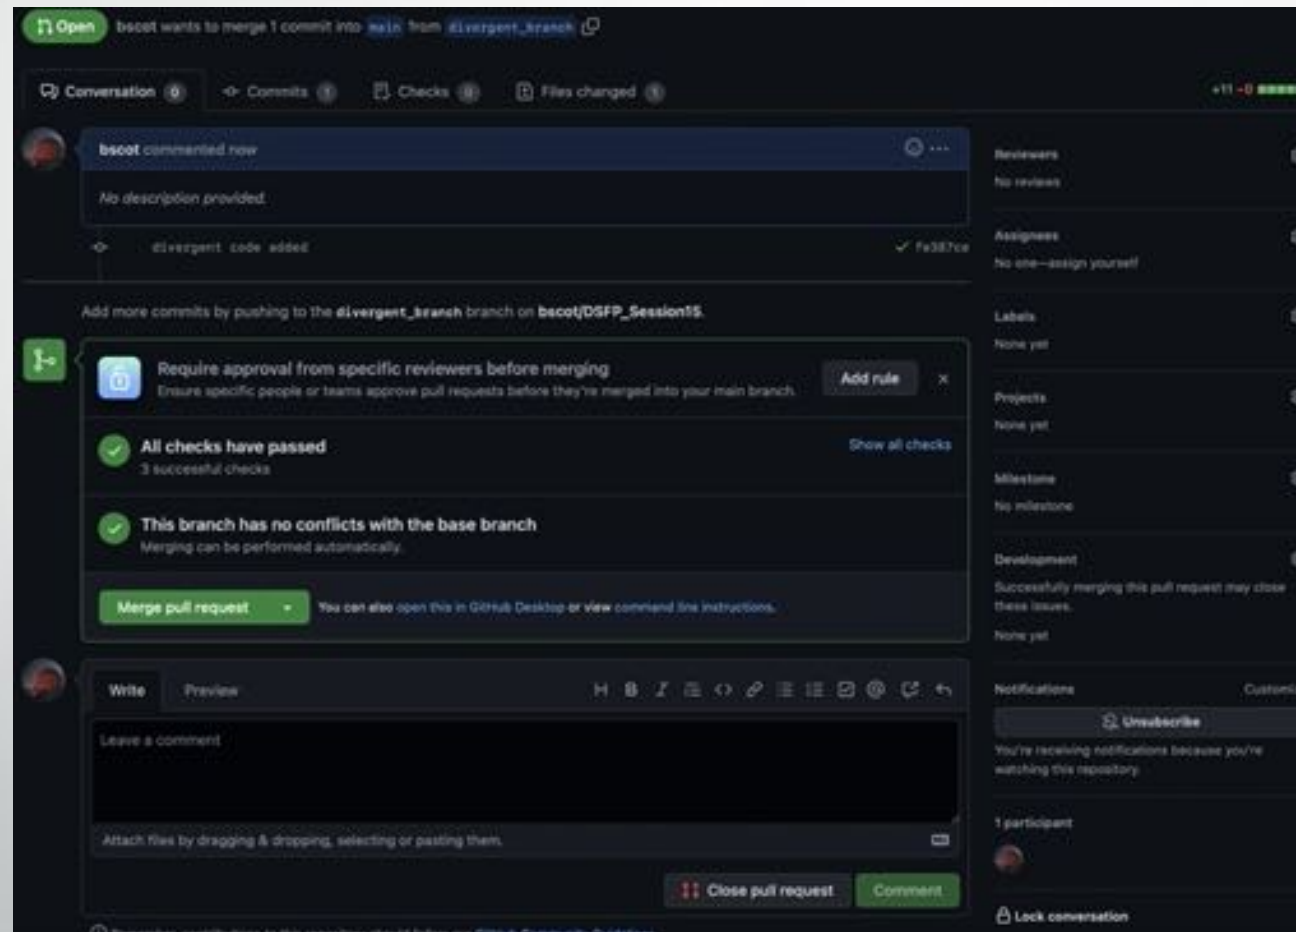 Open bscot wants to merge 1 commit into main from divergent_branch
Conversation 0 Commits 1 Checks 0 Files changed 1
+11 -0
bscot commented now
No description provided.
divergent code added fe387ce
Add more commits by pushing to the divergent_branch branch on bscot/DSFP_Session15.
Require approval from specific reviewers before merging
Ensure specific people or teams approve pull requests before they're merged into your main branch.
Add rule
All checks have passed
3 successful checks
Show all checks
This branch has no conflicts with the base branch
Merging can be performed automatically.
Merge pull request
You can also open this in GitHub Desktop or view command line instructions.
Write Preview
Leave a comment
Attach files by dragging & dropping, selecting or pasting them.
Close pull request Comment
Reviewers
No reviews
Assignees
No one—assign yourself
Labels
None yet
Projects
None yet
Milestone
No milestone
Development
Successfully merging this pull request may close
these issues.
None yet
Notifications
Unsubscribe
You're receiving notifications because you're
watching this repository.
1 participant
Lock conversation